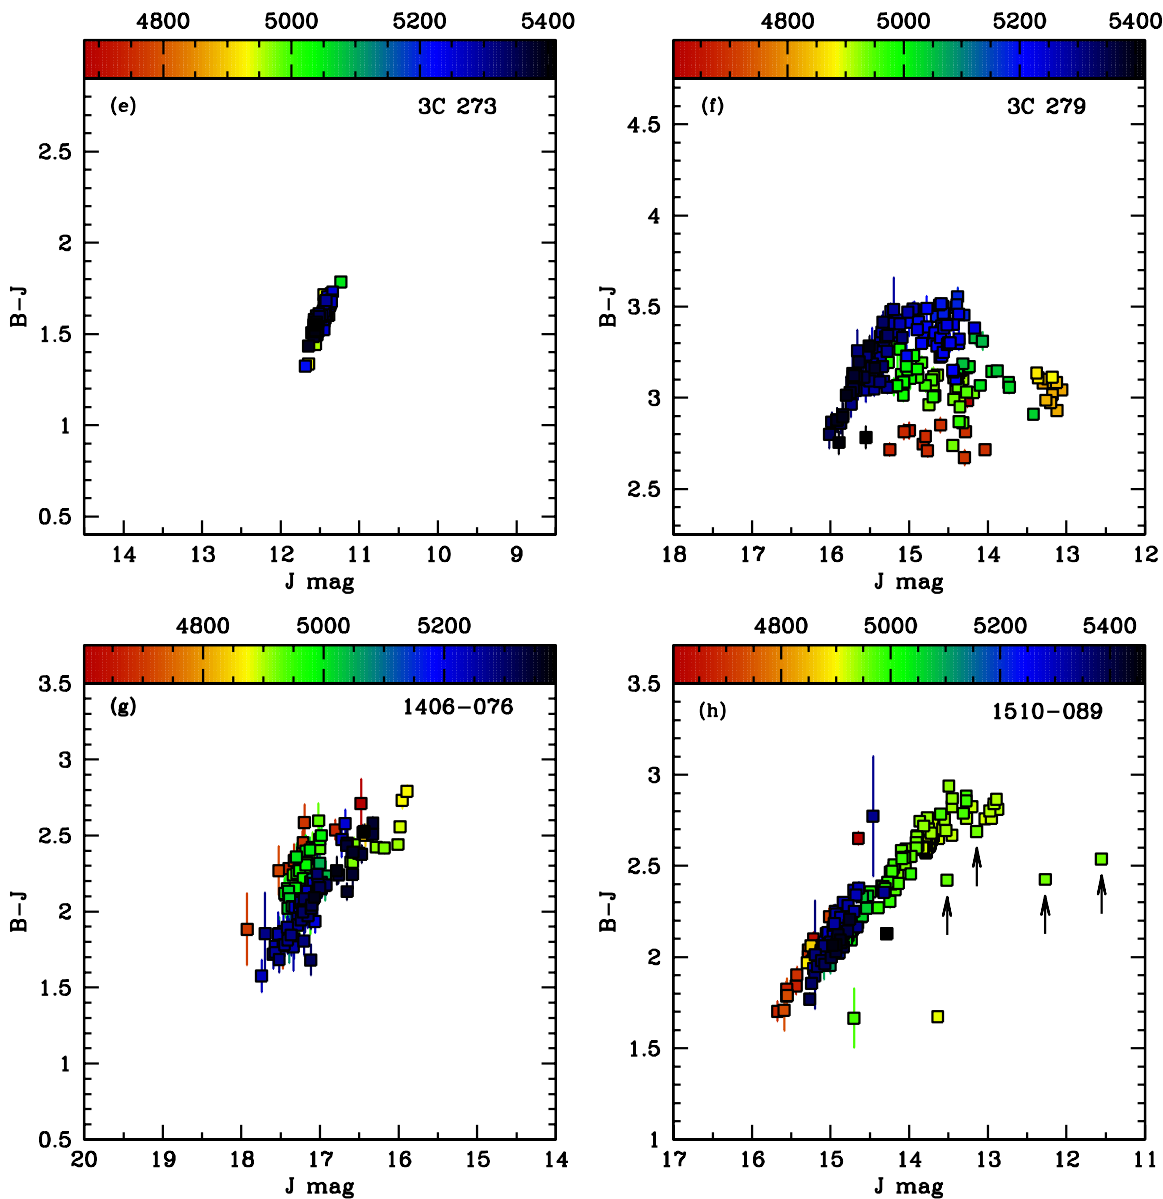 4800 5000 5200 5400
4800 5000 5200 5400
(e) 3C 273
(f) 3C 279
2.5
2
1.5
1
0.5
B−J
4.5
4
3.5
3
2.5
B−J
14 13 12 11 10 9
J mag
18 17 16 15 14 13 12
J mag
4800 5000 5200
4800 5000 5200 5400
(g) 1406−076
(h) 1510−089
3.5
3
2.5
2
1.5
1
0.5
B−J
3.5
3
2.5
2
1.5
1
B−J
20 19 18 17 16 15 14
J mag
17 16 15 14 13 12 11
J mag